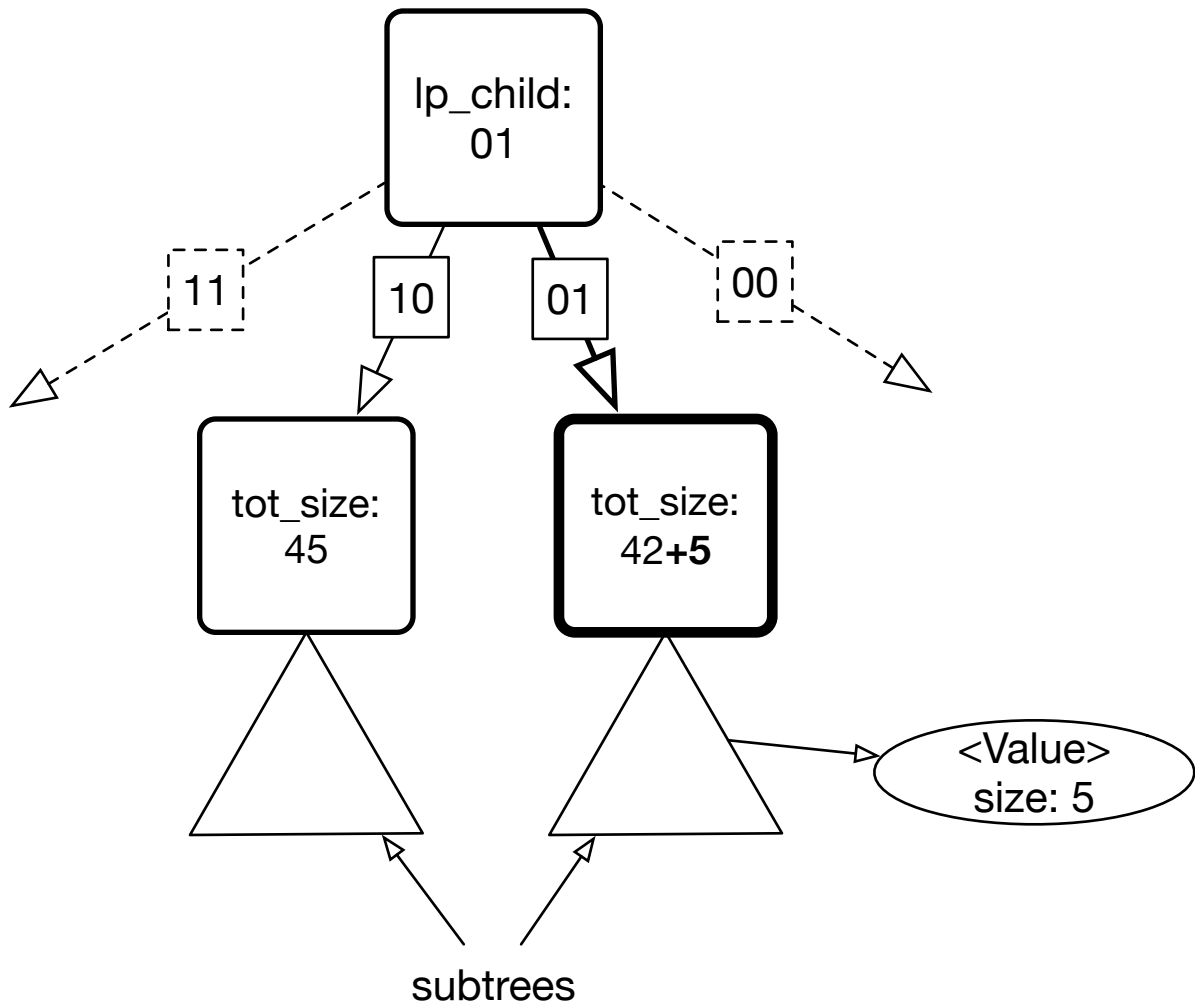 lp_child:
01
11
10
01
00
tot_size:
45
tot_size:
42+5
<Value>
size: 5
subtrees